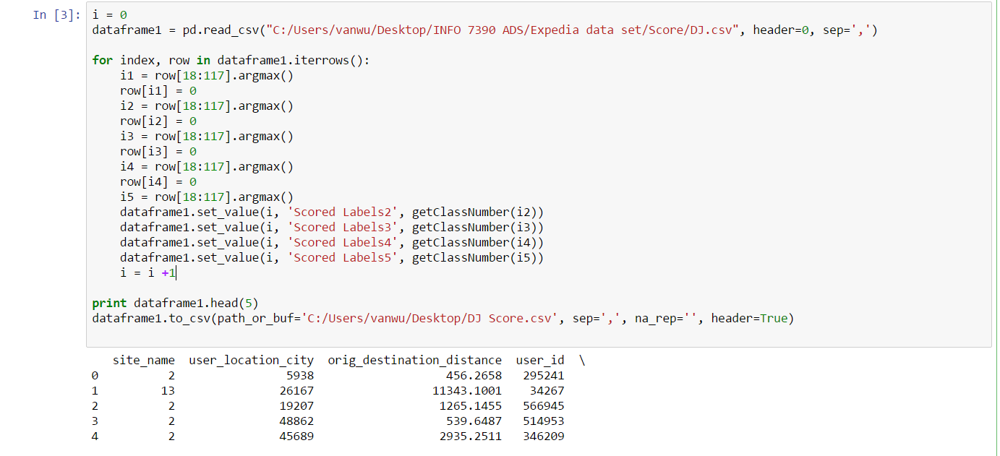 In [3]: i = 0
dataframe1 = pd.read_csv("C:/Users/vanwu/Desktop/INFO 7390 ADS/Expedia data set/Score/DJ.csv", header=0, sep=',')
for index, row in dataframe1.iterrows():
    i1 = row[18:117].argmax()
    row[i1] = 0
    i2 = row[18:117].argmax()
    row[i2] = 0
    i3 = row[18:117].argmax()
    row[i3] = 0
    i4 = row[18:117].argmax()
    row[i4] = 0
    i5 = row[18:117].argmax()
    dataframe1.set_value(i, 'Scored Labels2', getClassNumber(i2))
    dataframe1.set_value(i, 'Scored Labels3', getClassNumber(i3))
    dataframe1.set_value(i, 'Scored Labels4', getClassNumber(i4))
    dataframe1.set_value(i, 'Scored Labels5', getClassNumber(i5))
    i = i +1
print dataframe1.head(5)
dataframe1.to_csv(path_or_buf='C:/Users/vanwu/Desktop/DJ Score.csv', sep=',', na_rep='', header=True)
   site_name  user_location_city  orig_destination_distance  user_id  \
0          2                5938                   456.2658   295241
1         13               26167                 11343.1001    34267
2          2               19207                  1265.1455   566945
3          2               48862                   539.6487   514953
4          2               45689                  2935.2511   346209